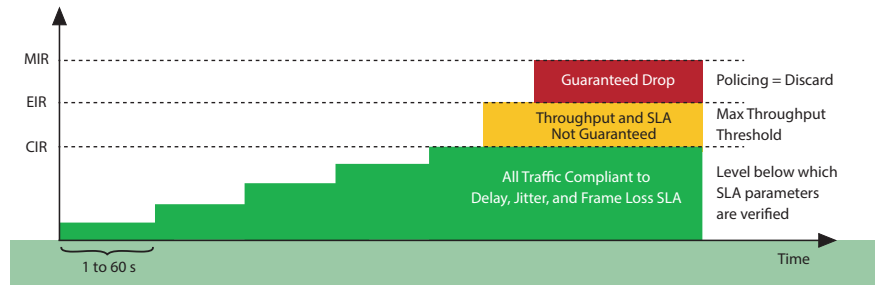 MIR
Guaranteed Drop
Policing = Discard
EIR
Throughput and SLA
Not Guaranteed
Max Throughput
Threshold
CIR
All Traffic Compliant to
Delay, Jitter, and Frame Loss SLA
Level below which
SLA parameters
are verified
1 to 60 s
Time